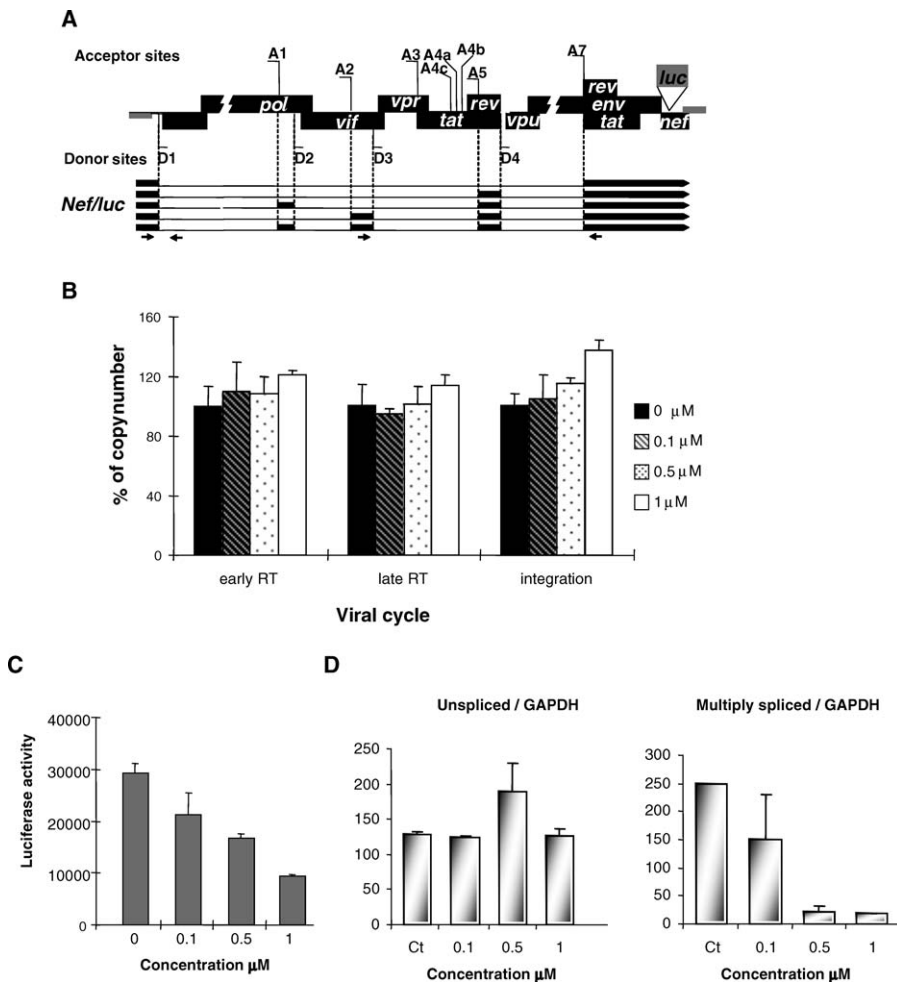 A
Acceptor sites
A1
A2
A3
A4a
A4b
A4c
A5
A7
luc
pol
vif
vpr
tat
rev
vpu
rev
env
tat
nef
Donor sites
D1
D2
D3
D4
Nef/luc
B
% of copynumber
160
120
80
40
0
early RT
late RT
integration
Viral cycle
0 μM
0.1 μM
0.5 μM
1 μM
C
Luciferase activity
40000
30000
20000
10000
0
0
0.1
0.5
1
Concentration μM
D
Unspliced / GAPDH
250
200
150
100
50
0
Ct
0.1
0.5
1
Concentration μM
Multiply spliced / GAPDH
300
250
200
150
100
50
0
Ct
0.1
0.5
1
Concentration μM